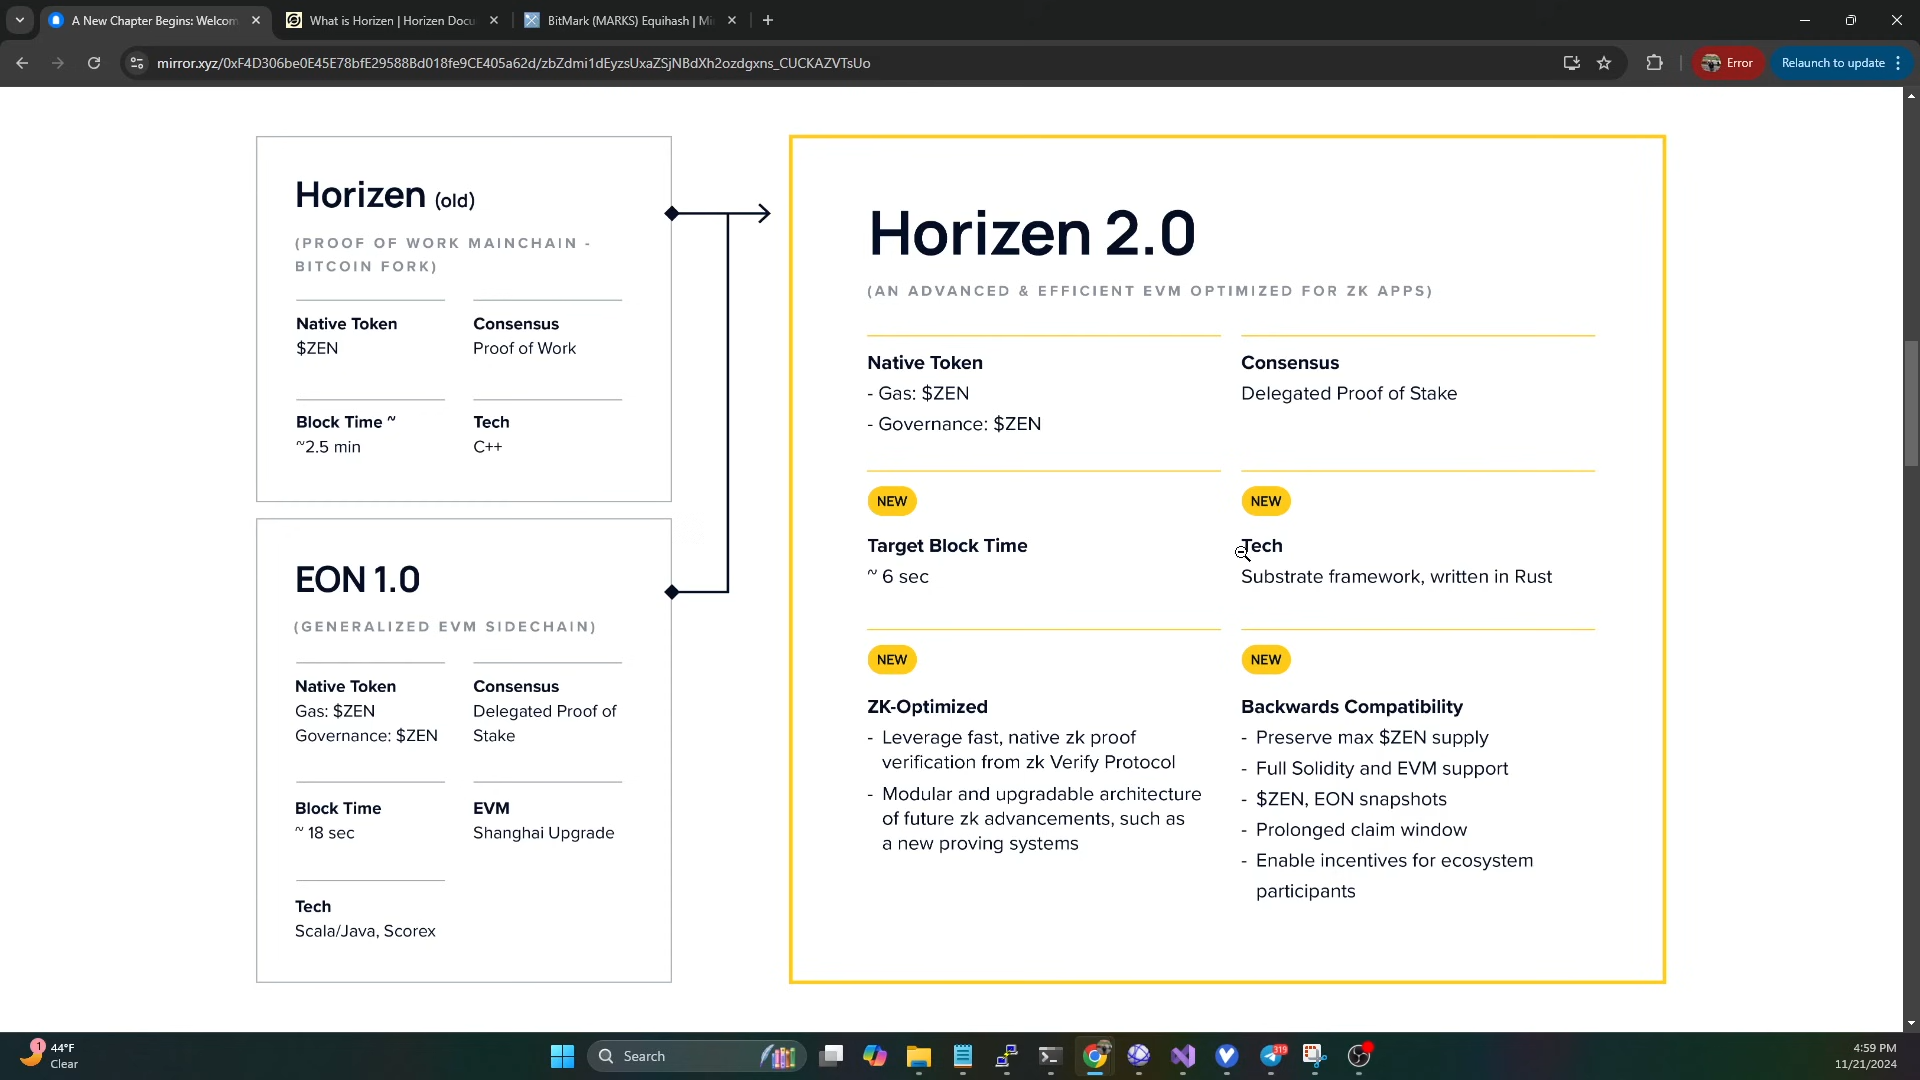 A New Chapter Begins: Welcom
What is Horizen | Horizen Docu
BitMark (MARKS) Equihash | Mi
mirror.xyz/0xF4D306be0E45E78bfE29588Bd018fe9CE405a62d/zbZdmi1dEyzsUxaZSjNBdXh2ozdgxns_CUCKAZVTsUo
Error
Relaunch to update
Horizen (old)
(PROOF OF WORK MAINCHAIN -
BITCOIN FORK)
Native Token
$ZEN
Consensus
Proof of Work
Block Time ~
~2.5 min
Tech
C++
EON 1.0
(GENERALIZED EVM SIDECHAIN)
Native Token
Gas: $ZEN
Governance: $ZEN
Consensus
Delegated Proof of
Stake
Block Time
~ 18 sec
EVM
Shanghai Upgrade
Tech
Scala/Java, Scorex
Horizen 2.0
(AN ADVANCED & EFFICIENT EVM OPTIMIZED FOR ZK APPS)
Native Token
- Gas: $ZEN
- Governance: $ZEN
Consensus
Delegated Proof of Stake
NEW
Target Block Time
~ 6 sec
NEW
Tech
Substrate framework, written in Rust
NEW
ZK-Optimized
- Leverage fast, native zk proof
verification from zk Verify Protocol
- Modular and upgradable architecture
of future zk advancements, such as
a new proving systems
NEW
Backwards Compatibility
- Preserve max $ZEN supply
- Full Solidity and EVM support
- $ZEN, EON snapshots
- Prolonged claim window
- Enable incentives for ecosystem
participants
1
44°F
Clear
Search
319
4:59 PM
11/21/2024